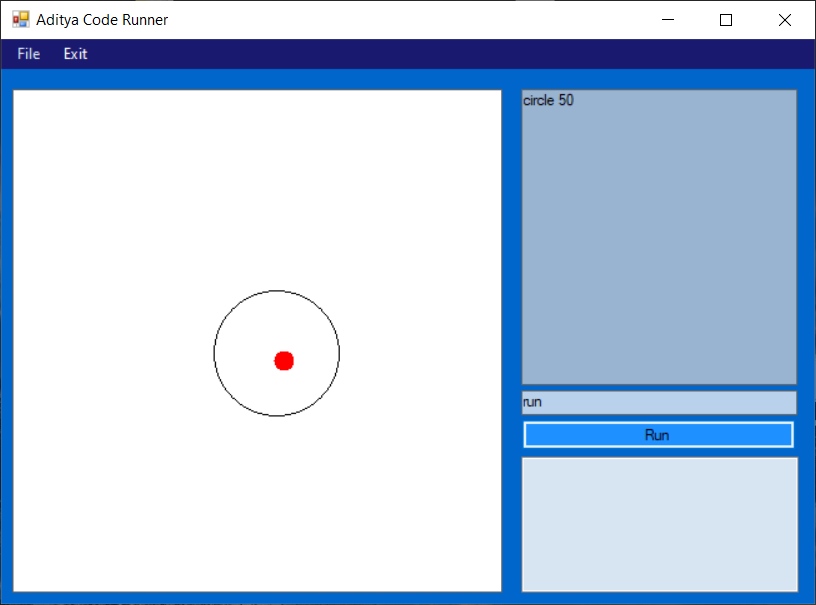 Aditya Code Runner
File Exit
circle 50
run
Run